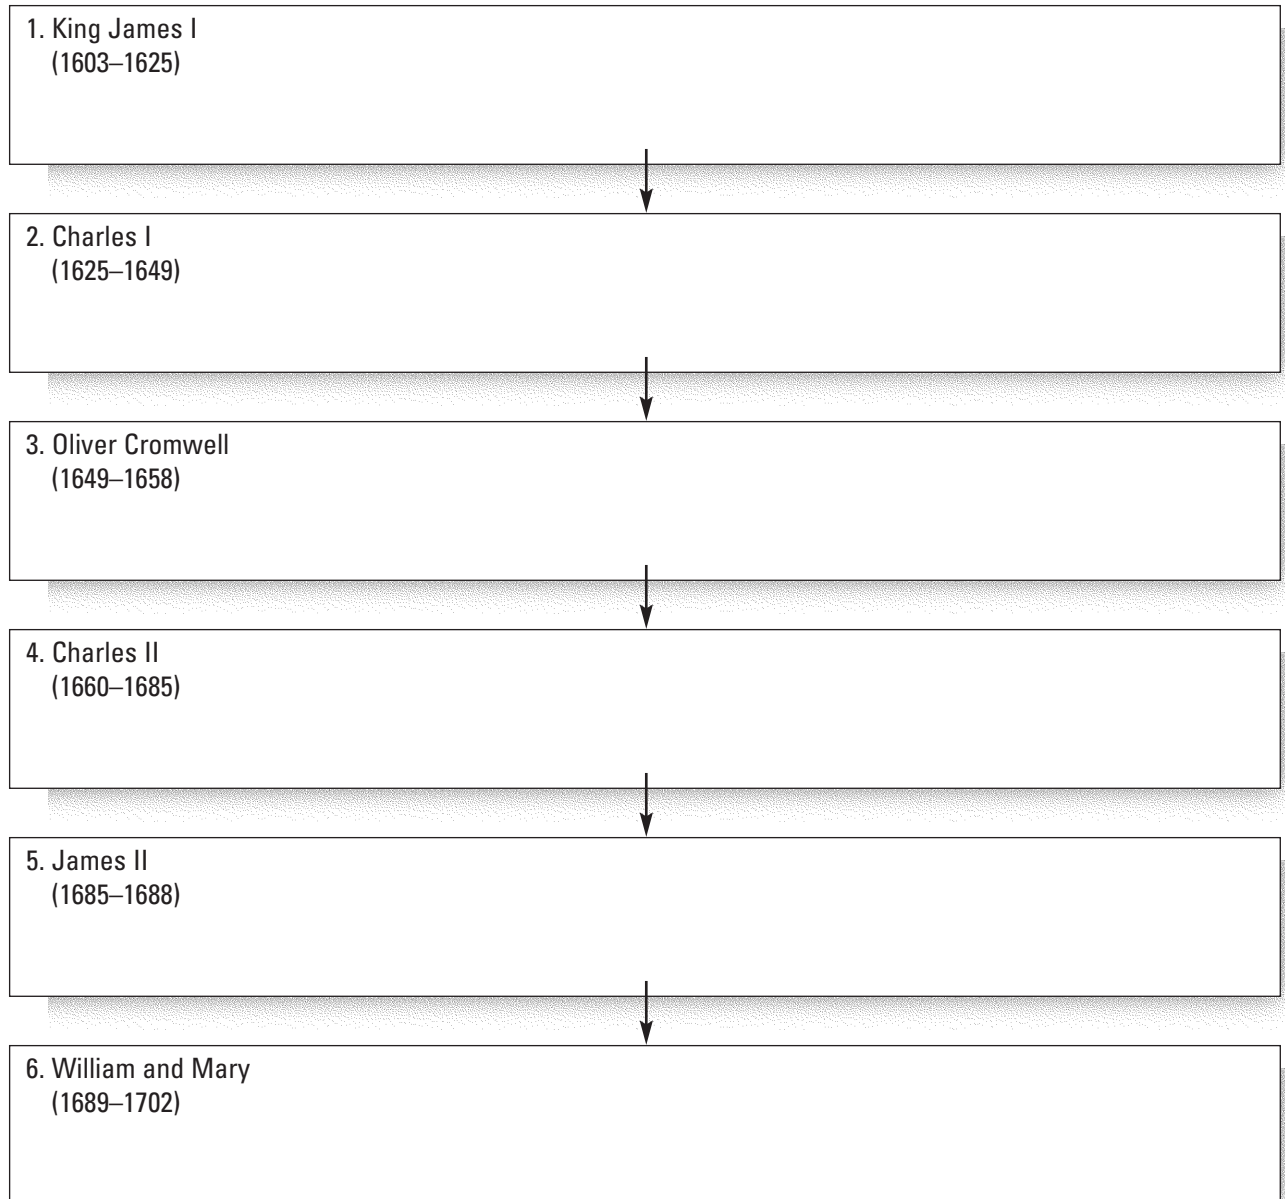 1. King James I
(1603–1625)
2. Charles I
(1625–1649)
3. Oliver Cromwell
(1649–1658)
4. Charles II
(1660–1685)
5. James II
(1685–1688)
6. William and Mary
(1689–1702)